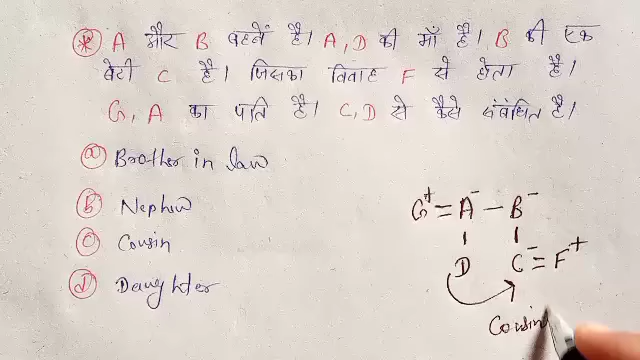 * A और B बहनें है। A, D की माँ है। B की एक
बेटी C है। जिसका विवाह F से होता है।
G, A का पति है। C, D से कैसे संबंधित है।
a) Brother in law
b) Nephew
c) Cousin
d) Daughter
G+ = A- – B-
D C- = F+
Cousin